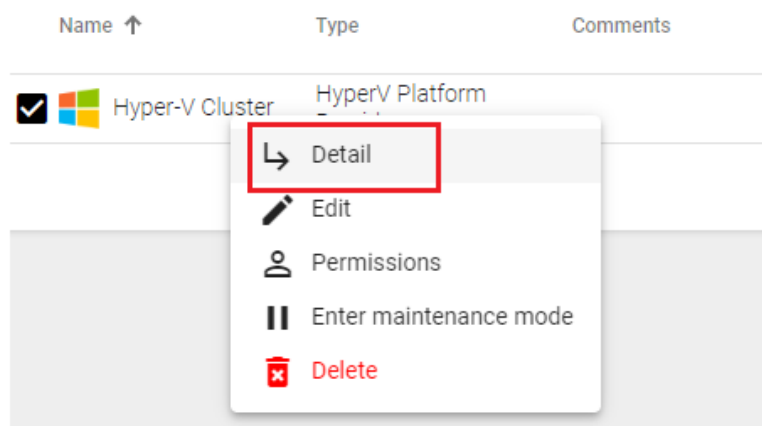 Name Type Comments
Hyper-V Cluster HyperV Platform
Detail
Edit
Permissions
Enter maintenance mode
Delete